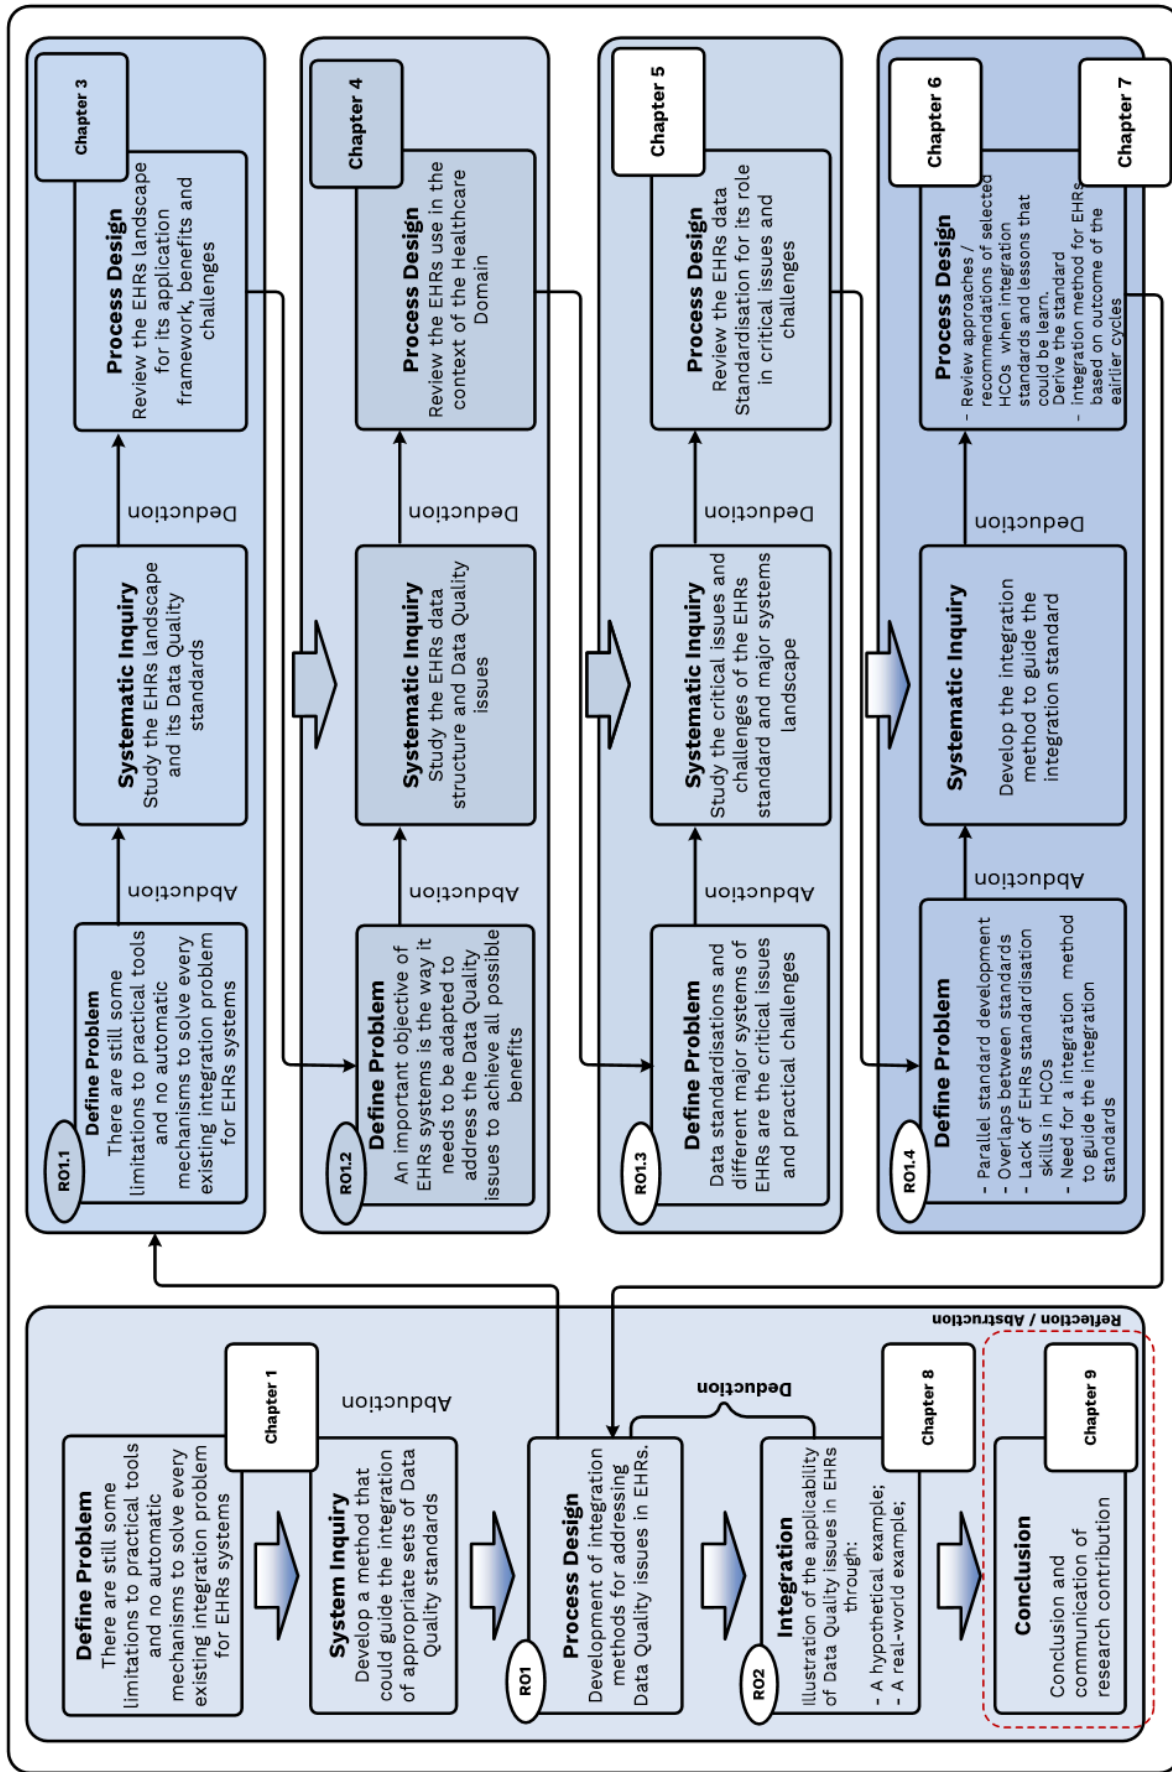 Define Problem
There are still some
limitations to practical tools
and no automatic
mechanisms to solve every
existing integration problem
for EHRs systems
Chapter 1
System Inquiry
Develop a method that
could guide the integration
of appropriate sets of Data
Quality standards
Abduction
RO1
Process Design
Development of integration
methods for addressing
Data Quality issues in EHRs.
Deduction
RO2
Integration
Illustration of the applicability
of Data Quality issues in EHRs
through:
- A hypothetical example;
- A real-world example;
Chapter 8
Reflection / Abstruction
Conclusion
Conclusion and
communication of
research contribution
Chapter 9
RO1.1
Define Problem
There are still some
limitations to practical tools
and no automatic
mechanisms to solve every
existing integration problem
for EHRs systems
Abduction
Systematic Inquiry
Study the EHRs landscape
and its Data Quality
standards
Deduction
Process Design
Review the EHRs landscape
for its application
framework, benefits and
challenges
Chapter 3
RO1.2
Define Problem
An important objective of
EHRs systems is the way it
needs to be adapted to
address the Data Quality
issues to achieve all possible
benefits
Abduction
Systematic Inquiry
Study the EHRs data
structure and Data Quality
issues
Deduction
Process Design
Review the EHRs use in the
context of the Healthcare
Domain
Chapter 4
RO1.3
Define Problem
Data standardisations and
different major systems of
EHRs are the critical issues
and practical challenges
Abduction
Systematic Inquiry
Study the critical issues and
challenges of the EHRs
standard and major systems
landscape
Deduction
Process Design
Review the EHRs data
Standardisation for its role
in critical issues and
challenges
Chapter 5
RO1.4
Define Problem
- Parallel standard development
- Overlaps between standards
- Lack of EHRs standardisation
skills in HCOs
- Need for a integration method
to guide the integration
standards
Abduction
Systematic Inquiry
Develop the integration
method to guide the
integration standard
Deduction
Process Design
- Review approaches /
recommendations of selected
HCOs when integration
standards and lessons that
could be learn.
Derive the standard
- integration method for EHRs
based on outcome of the
eairlier cycles
Chapter 6
Chapter 7